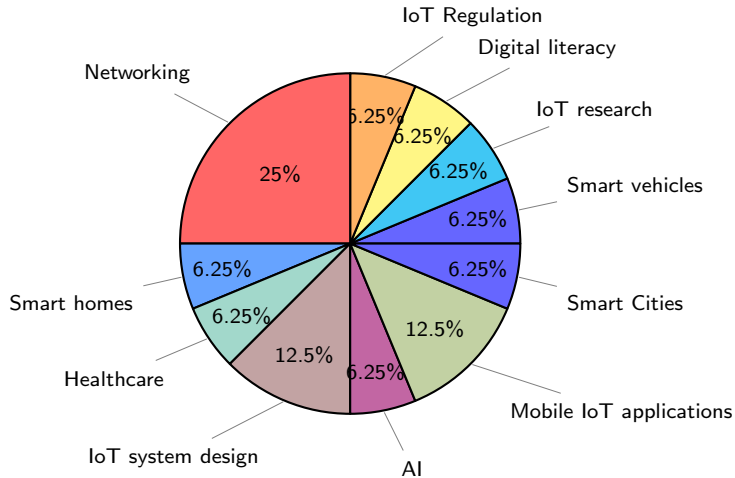 IoT Regulation
Digital literacy
Networking
IoT research
6.25%
6.25%
25%
6.25%
Smart vehicles
6.25%
6.25%
6.25%
Smart homes
Smart Cities
6.25%
12.5%
12.5%
6.25%
Healthcare
Mobile IoT applications
IoT system design
AI